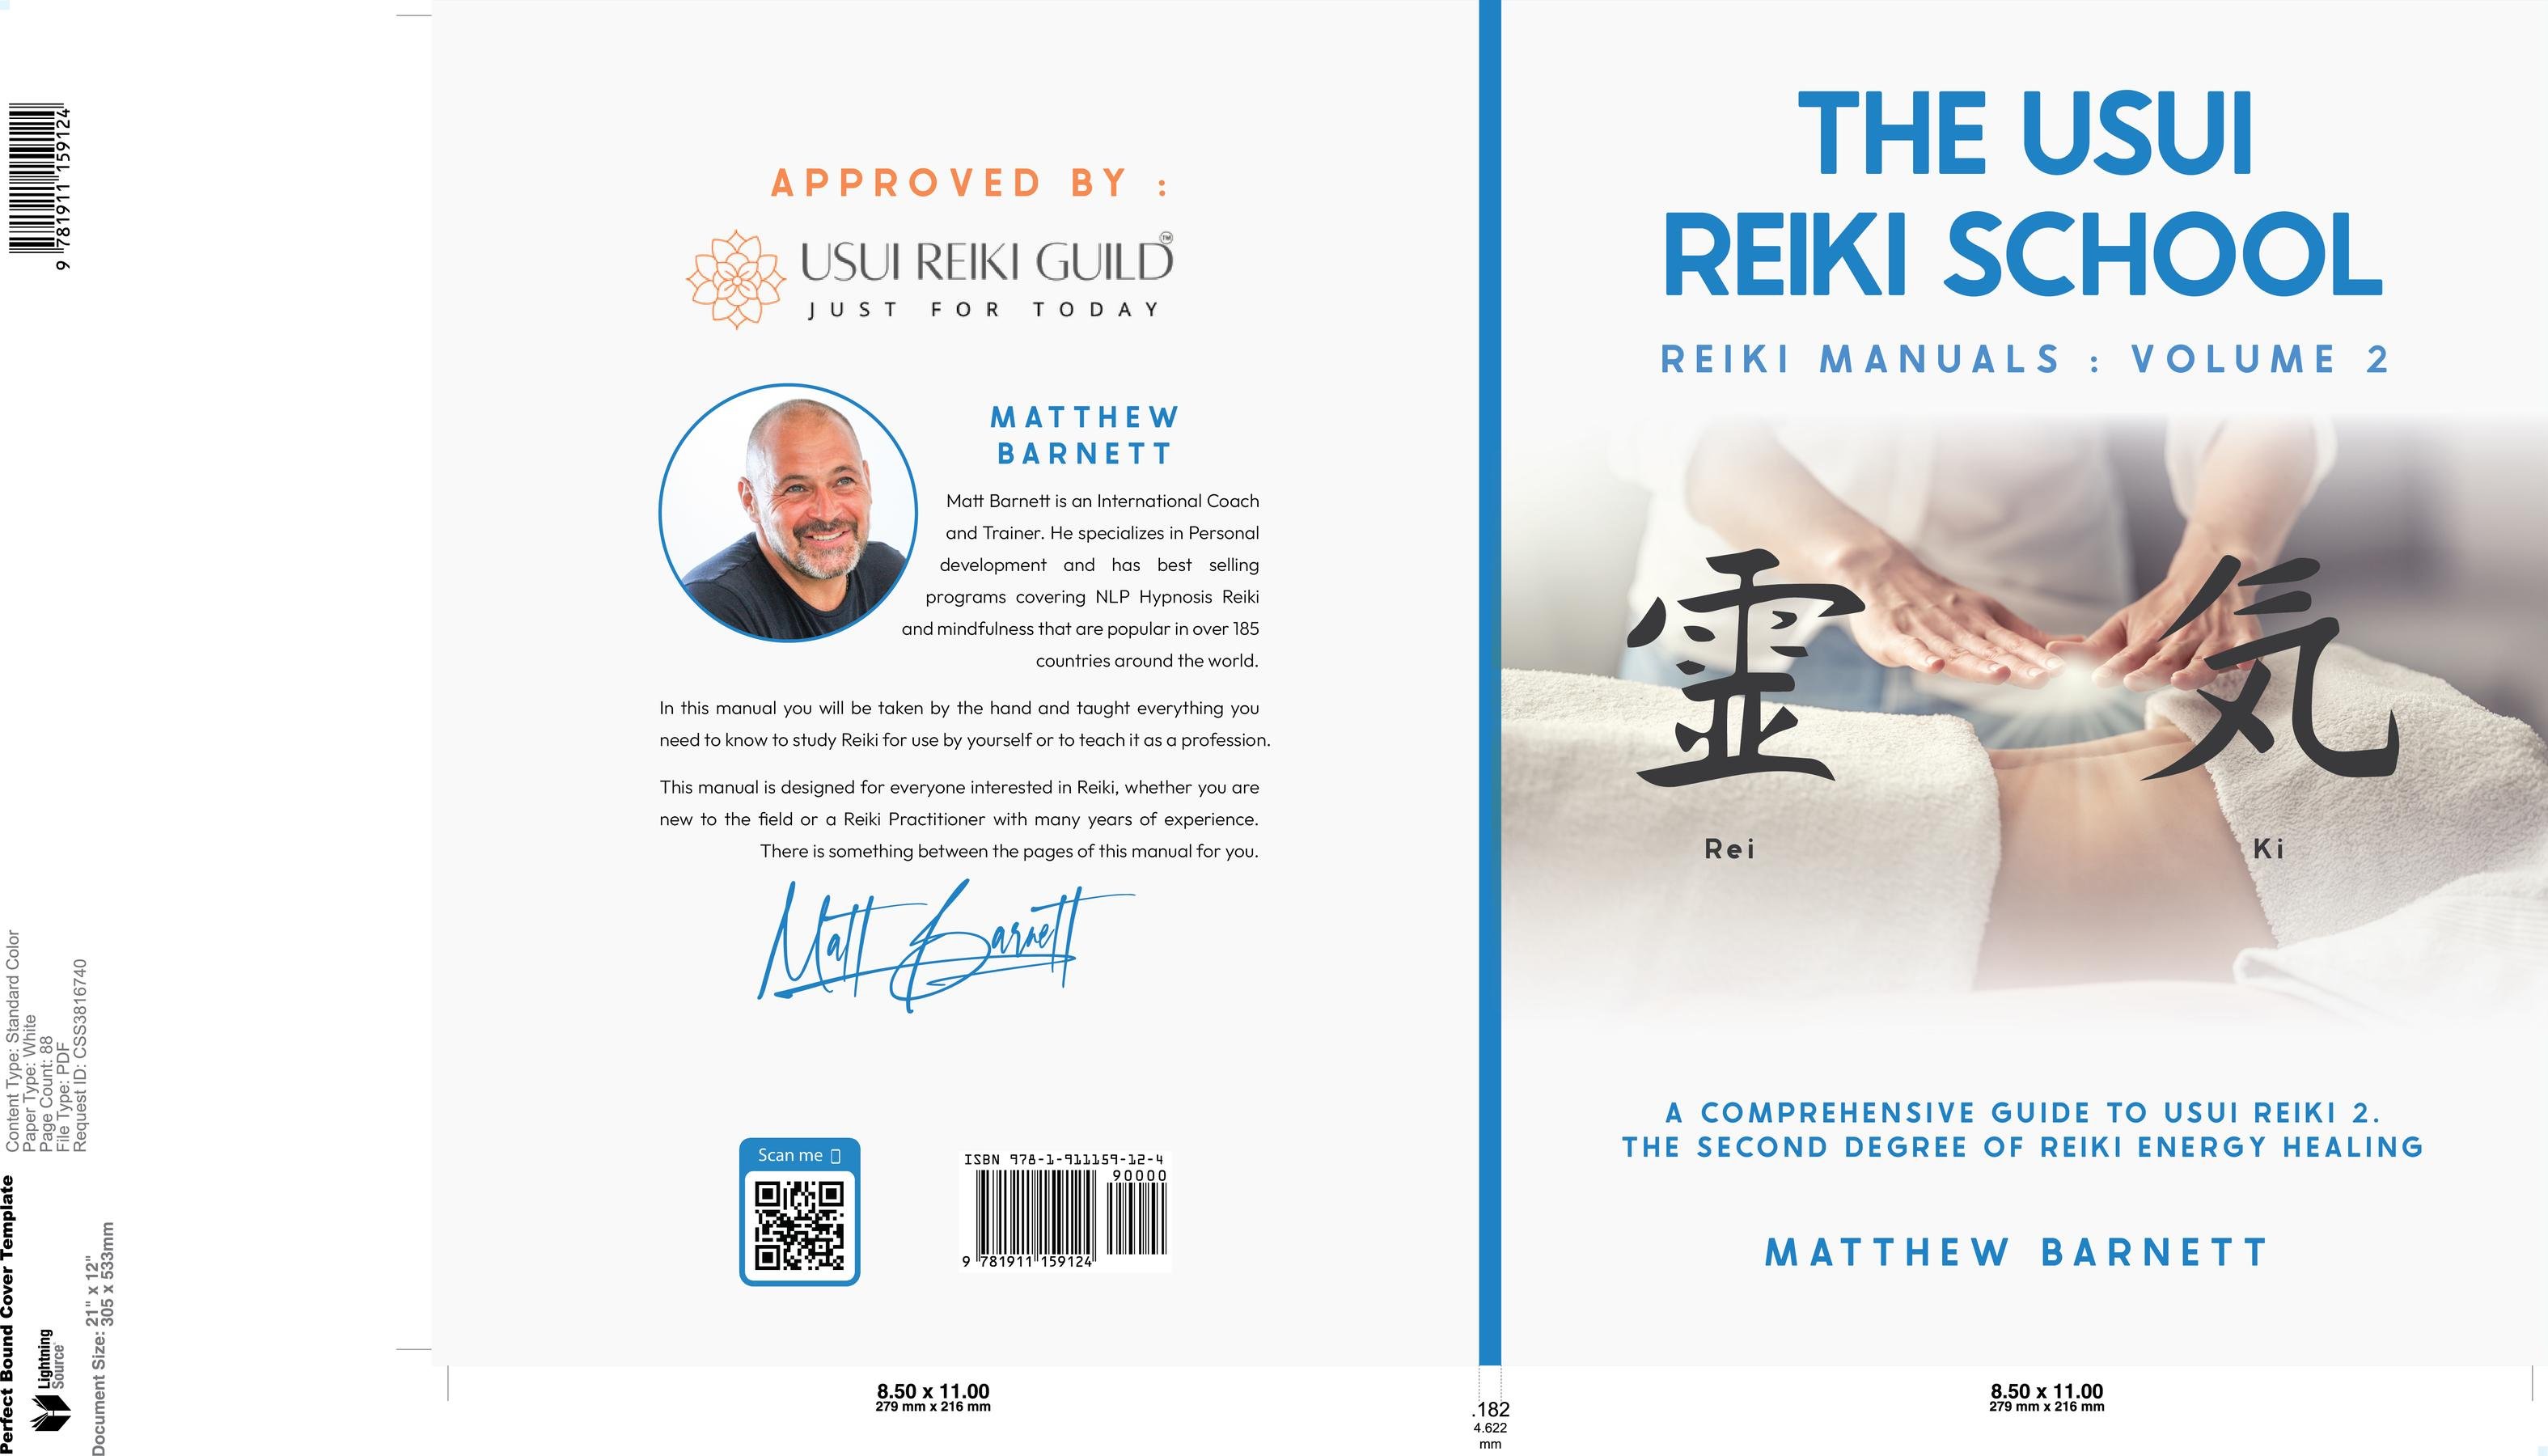 9 781911 159124
Content Type: Standard Color
Paper Type: White
Page Count: 88
File Type: PDF
Request ID: CSS3816740
Perfect Bound Cover Template
Lightning
Source
Document Size: 21" x 12"
305 x 533mm
APPROVED BY :
USUI REIKI GUILD™
JUST FOR TODAY
MATTHEW
BARNETT
Matt Barnett is an International Coach
and Trainer. He specializes in Personal
development and has best selling
programs covering NLP Hypnosis Reiki
and mindfulness that are popular in over 185
countries around the world.
In this manual you will be taken by the hand and taught everything you
need to know to study Reiki for use by yourself or to teach it as a profession.
This manual is designed for everyone interested in Reiki, whether you are
new to the field or a Reiki Practitioner with many years of experience.
There is something between the pages of this manual for you.
Matt Barnett
Scan me
ISBN 978-1-911159-12-4
90000
9 781911 159124
8.50 x 11.00
279 mm x 216 mm
.182
4.622
mm
THE USUI
REIKI SCHOOL
REIKI MANUALS : VOLUME 2
靈 気
Rei Ki
A COMPREHENSIVE GUIDE TO USUI REIKI 2.
THE SECOND DEGREE OF REIKI ENERGY HEALING
MATTHEW BARNETT
8.50 x 11.00
279 mm x 216 mm